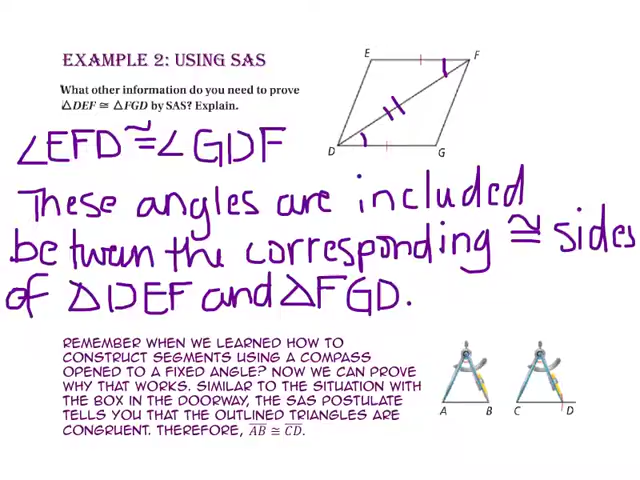 EXAMPLE 2: USING SAS
What other information do you need to prove
△DEF ≅ △FGD by SAS? Explain.
E
F
D
G
∠EFD ≅ ∠GDF
These angles are included
between the corresponding ≅ sides
of △DEF and △FGD.
REMEMBER WHEN WE LEARNED HOW TO
CONSTRUCT SEGMENTS USING A COMPASS
OPENED TO A FIXED ANGLE? NOW WE CAN PROVE
WHY THAT WORKS. SIMILAR TO THE SITUATION WITH
THE BOX IN THE DOORWAY, THE SAS POSTULATE
TELLS YOU THAT THE OUTLINED TRIANGLES ARE
CONGRUENT. THEREFORE, A̅B̅ ≅ C̅D̅.
A B C D